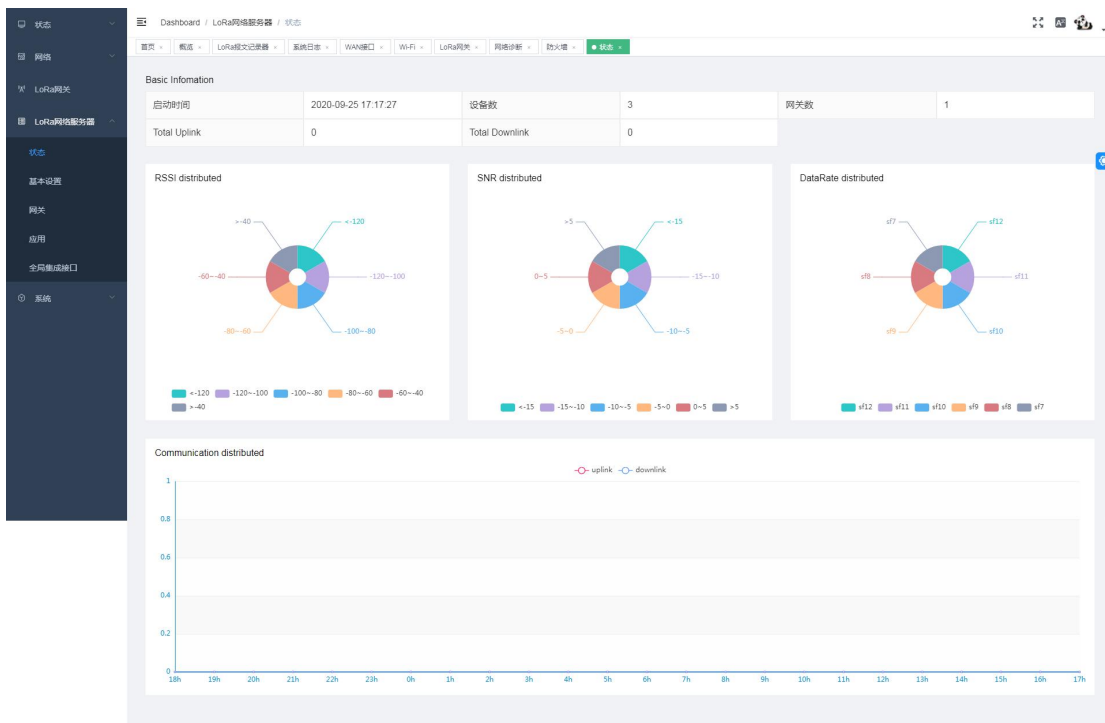 状态
Dashboard / LoRa网络服务器 / 状态
网络
LoRa网关
LoRa网络服务器
状态
基本设置
网关
应用
全局集成接口
系统
首页 × 概览 × LoRa报文记录器 × 系统日志 × WAN接口 × Wi-Fi × LoRa网关 × 网络诊断 × 防火墙 × 状态 ×
Basic Infomation
启动时间 2020-09-25 17:17:27 设备数 3 网关数 1
Total Uplink 0 Total Downlink 0
RSSI distributed
>-40 <-120
-60~-40 -120~-100
-80~-60 -100~-80
<-120 -120~-100 -100~-80 -80~-60 -60~-40
>-40
SNR distributed
>5 <-15
0~5 -15~-10
-5~0 -10~-5
<-15 -15~-10 -10~-5 -5~0 0~5 >5
DataRate distributed
sf7 sf12
sf8 sf11
sf9 sf10
sf12 sf11 sf10 sf9 sf8 sf7
Communication distributed
uplink downlink
1
0.8
0.6
0.4
0.2
0
18h 19h 20h 21h 22h 23h 0h 1h 2h 3h 4h 5h 6h 7h 8h 9h 10h 11h 12h 13h 14h 15h 16h 17h